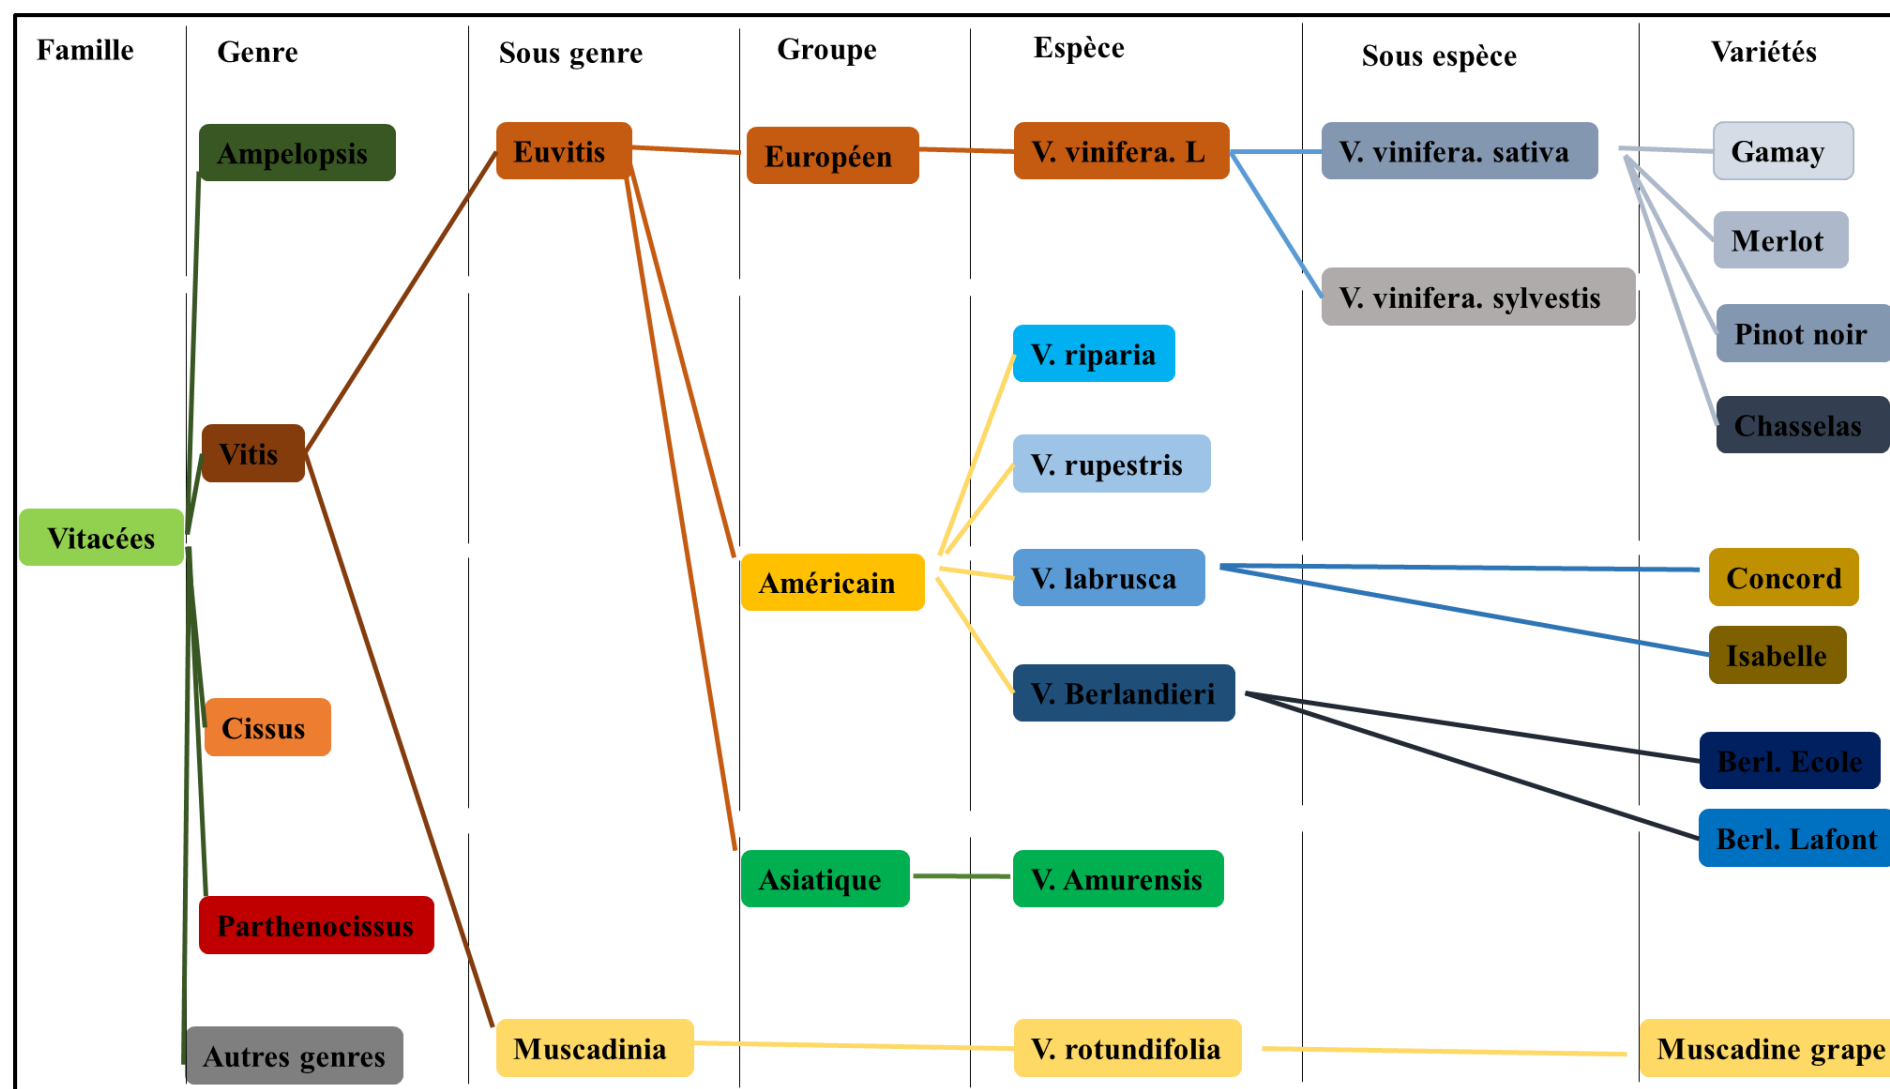 Famille
Genre
Sous genre
Groupe
Espèce
Sous espèce
Variétés
Ampelopsis
Euvitis
Européen
V. vinifera. L
V. vinifera. sativa
Gamay
Merlot
V. vinifera. sylvestis
Pinot noir
V. riparia
Chasselas
Vitis
V. rupestris
Vitacées
Américain
V. labrusca
Concord
Isabelle
V. Berlandieri
Cissus
Berl. Ecole
Berl. Lafont
Asiatique
V. Amurensis
Parthenocissus
Autres genres
Muscadinia
V. rotundifolia
Muscadine grape